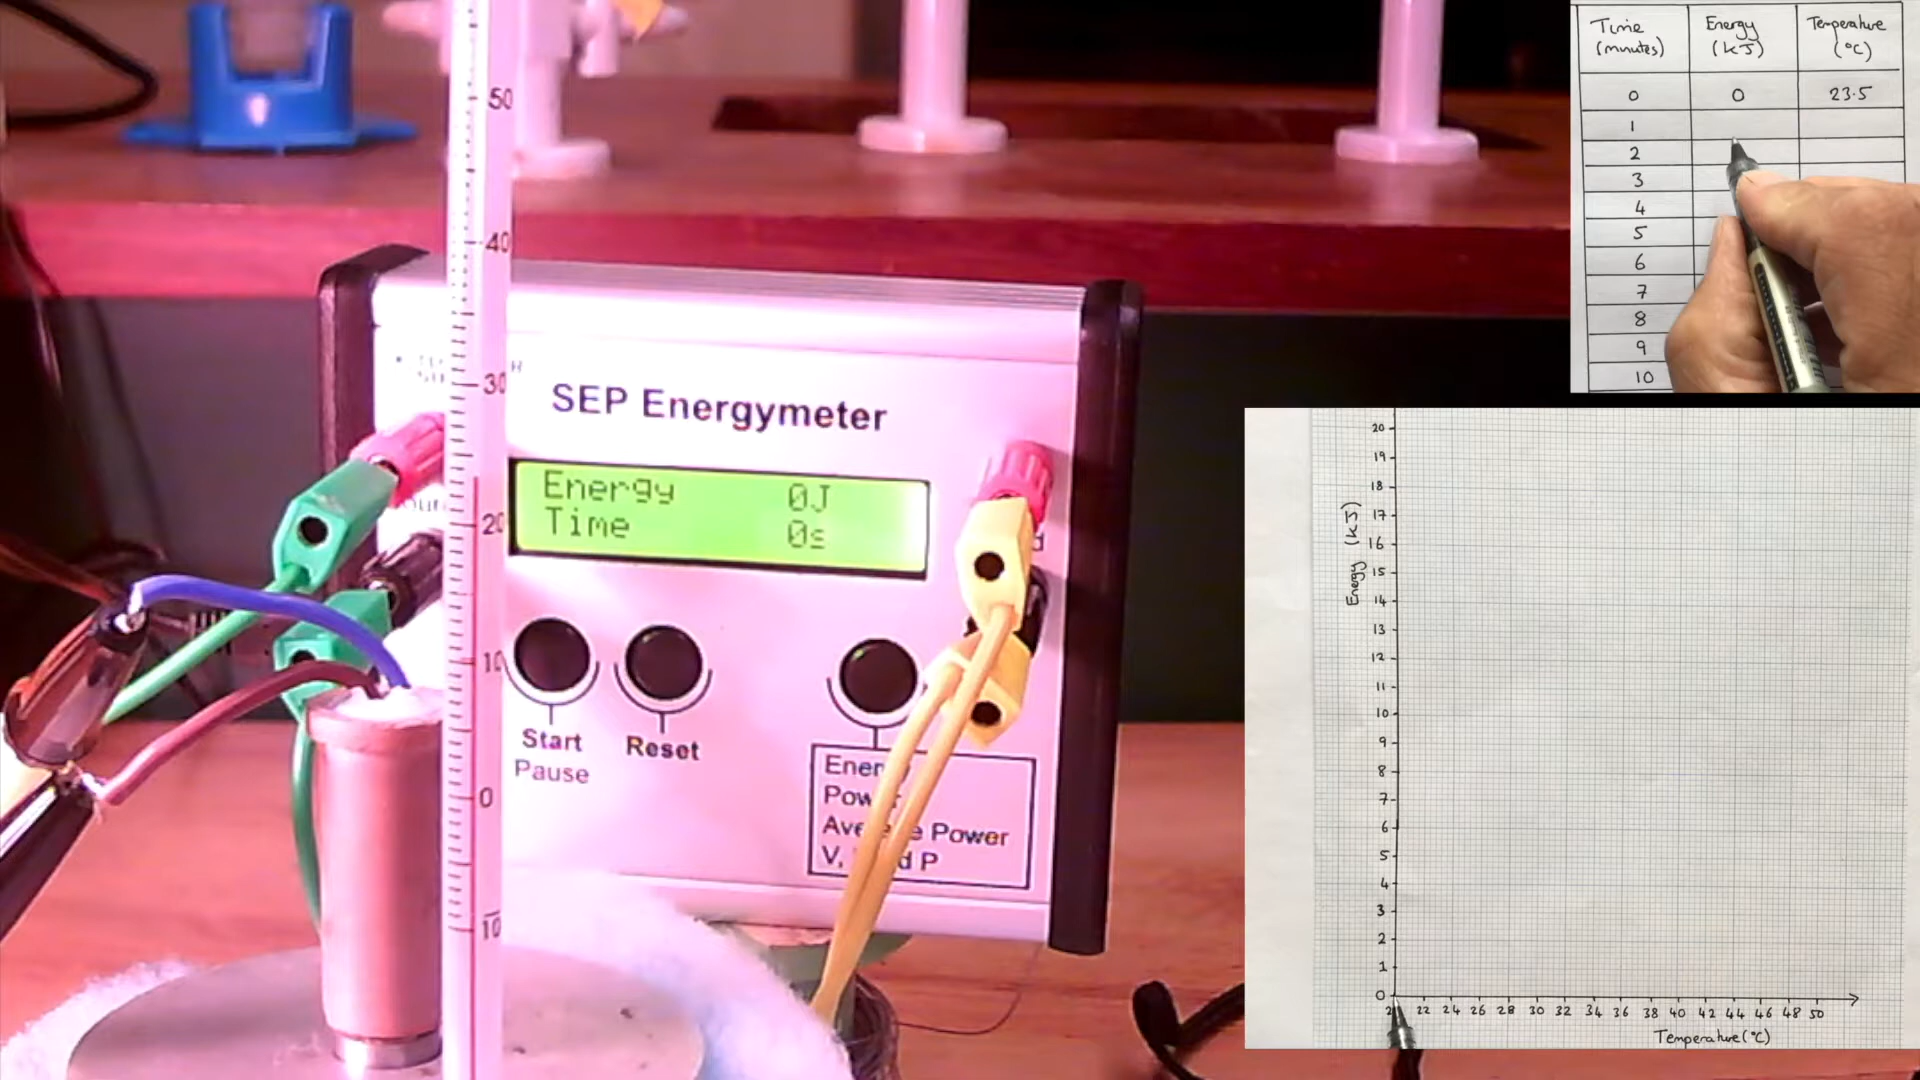 50
40
30
20
10
0
10
SEP Energymeter
Energy 0J
Time 0s
Start
Pause
Reset
Power
Average Power
V, P
Time
(minutes)
Energy
(kJ)
Temperature
(°C)
0 0 23.5
1
2
3
4
5
6
7
8
9
10
Energy (kJ)
20
19
18
17
16
15
14
13
12
11
10
9
8
7
6
5
4
3
2
1
0
22 24 26 28 30 32 34 36 38 40 42 44 46 48 50
Temperature (°C)